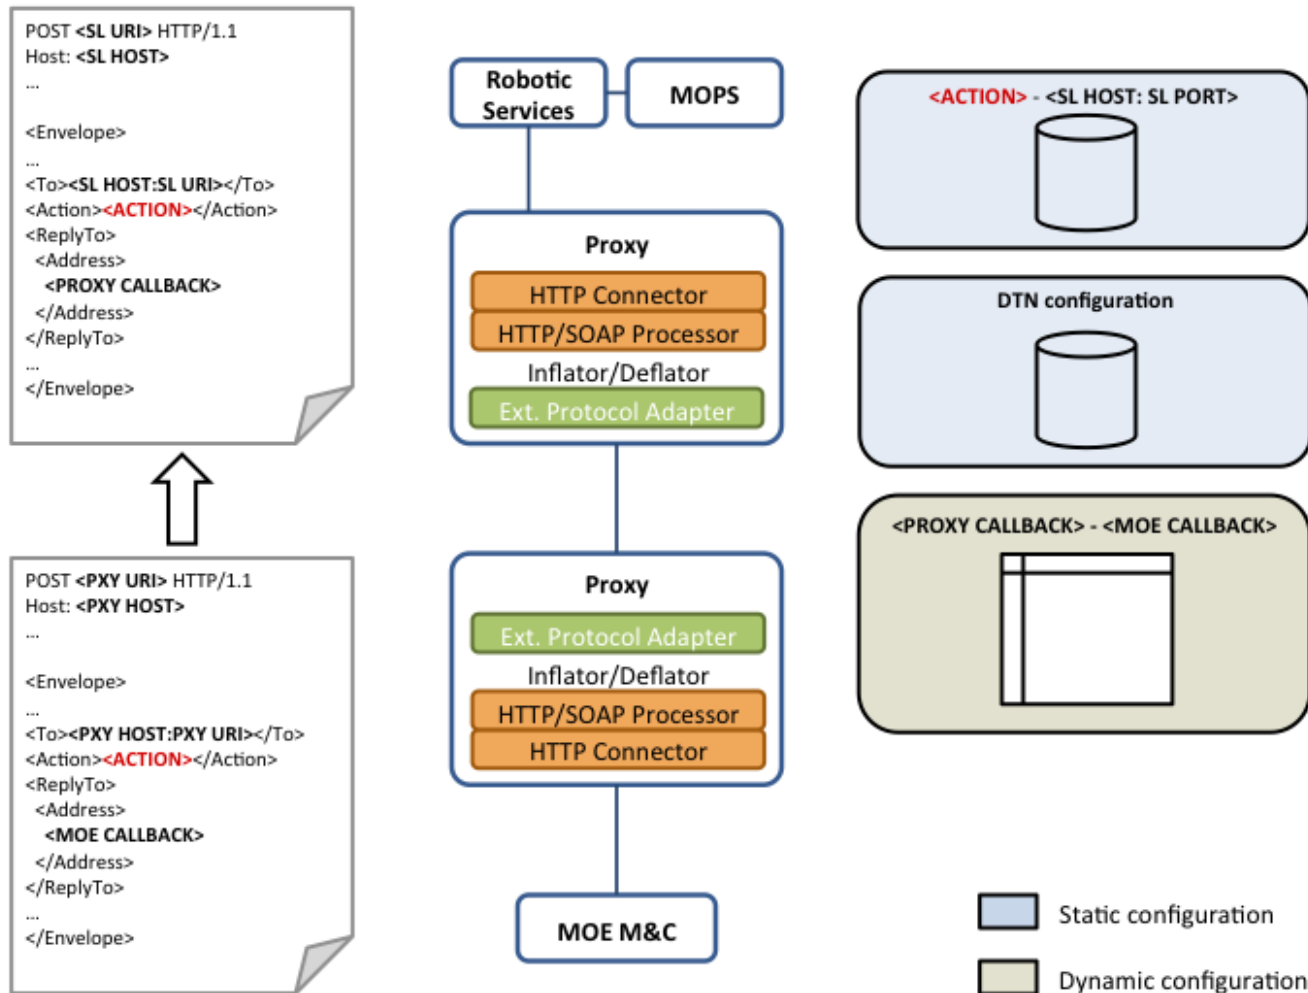 POST <SL URI> HTTP/1.1
Host: <SL HOST>
...
<Envelope>
...
<To><SL HOST:SL URI></To>
<Action><ACTION></Action>
<ReplyTo>
<Address>
<PROXY CALLBACK>
</Address>
</ReplyTo>
...
</Envelope>
POST <PXY URI> HTTP/1.1
Host: <PXY HOST>
...
<Envelope>
...
<To><PXY HOST:PXY URI></To>
<Action><ACTION></Action>
<ReplyTo>
<Address>
<MOE CALLBACK>
</Address>
</ReplyTo>
...
</Envelope>
Robotic
Services
MOPS
Proxy
HTTP Connector
HTTP/SOAP Processor
Inflator/Deflator
Ext. Protocol Adapter
Proxy
Ext. Protocol Adapter
Inflator/Deflator
HTTP/SOAP Processor
HTTP Connector
MOE M&C
<ACTION> - <SL HOST: SL PORT>
DTN configuration
<PROXY CALLBACK> - <MOE CALLBACK>
Static configuration
Dynamic configuration